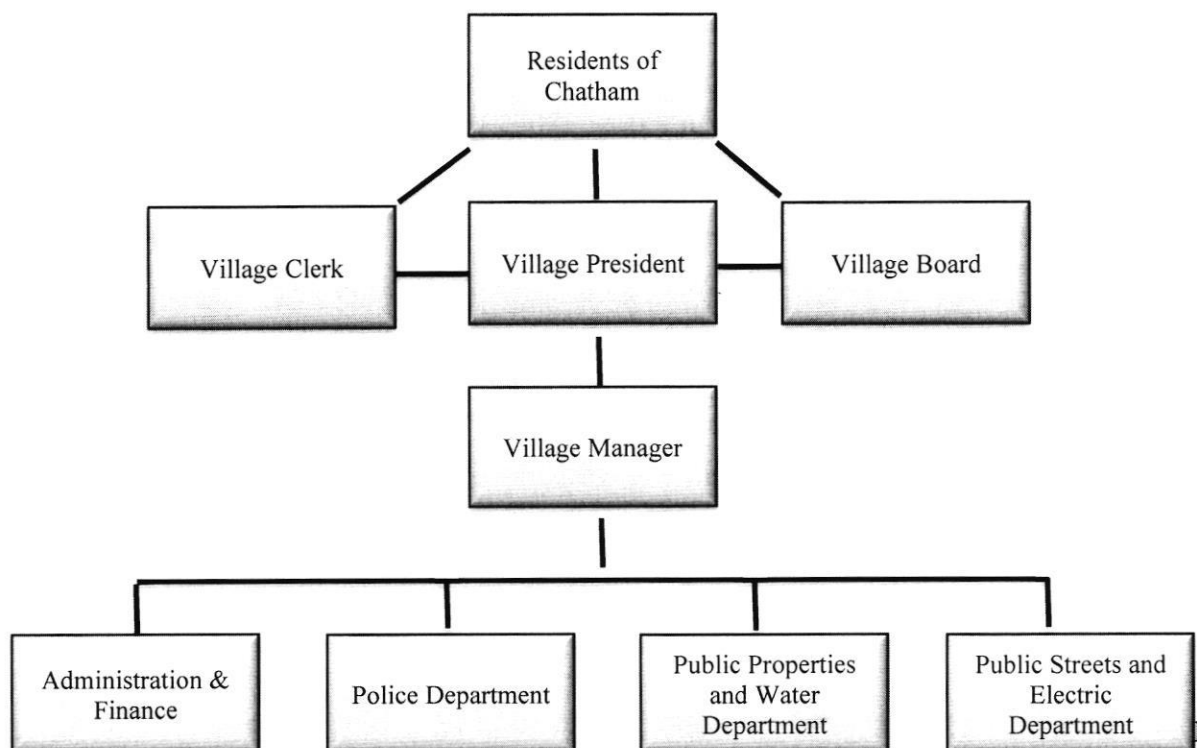 Residents of
Chatham
Village Clerk
Village President
Village Board
Village Manager
Administration &
Finance
Police Department
Public Properties
and Water
Department
Public Streets and
Electric
Department